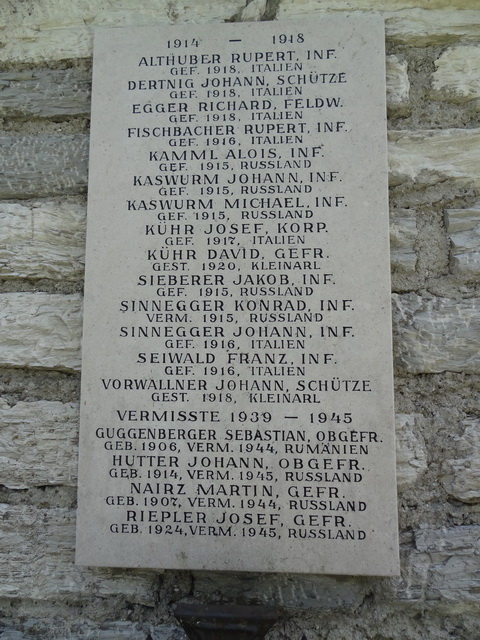 1914 — 1918
ALTHUBER RUPERT, INF.
GEF. 1918, ITALIEN
DERTNIG JOHANN, SCHÜTZE
GEF. 1918, ITALIEN
EGGER RICHARD, FELDW.
GEF. 1918, ITALIEN
FISCHBACHER RUPERT, INF.
GEF. 1916, ITALIEN
KAMML ALOIS, INF.
GEF. 1915, RUSSLAND
KASWURM JOHANN, INF.
GEF. 1915, RUSSLAND
KASWURM MICHAEL, INF.
GEF. 1915, RUSSLAND
KÜHR JOSEF, KORP.
GEF. 1917, ITALIEN
KÜHR DAVID, GEFR.
GEST. 1920, KLEINARL
SIEBERER JAKOB, INF.
GEF. 1915, RUSSLAND
SINNEGGER KONRAD, INF.
VERM. 1915, RUSSLAND
SINNEGGER JOHANN, INF.
GEF. 1916, ITALIEN
SEIWALD FRANZ, INF.
GEF. 1916, ITALIEN
VORWALLNER JOHANN, SCHÜTZE
GEST. 1918, KLEINARL
VERMISSTE 1939 — 1945
GUGGENBERGER SEBASTIAN, OBGEFR.
GEB. 1906, VERM. 1944, RUMÄNIEN
HUTTER JOHANN, OBGEFR.
GEB. 1914, VERM. 1945, RUSSLAND
NAIRZ MARTIN, GEFR.
GEB. 1907, VERM. 1944, RUSSLAND
RIEPLER JOSEF, GEFR.
GEB. 1924, VERM. 1945, RUSSLAND